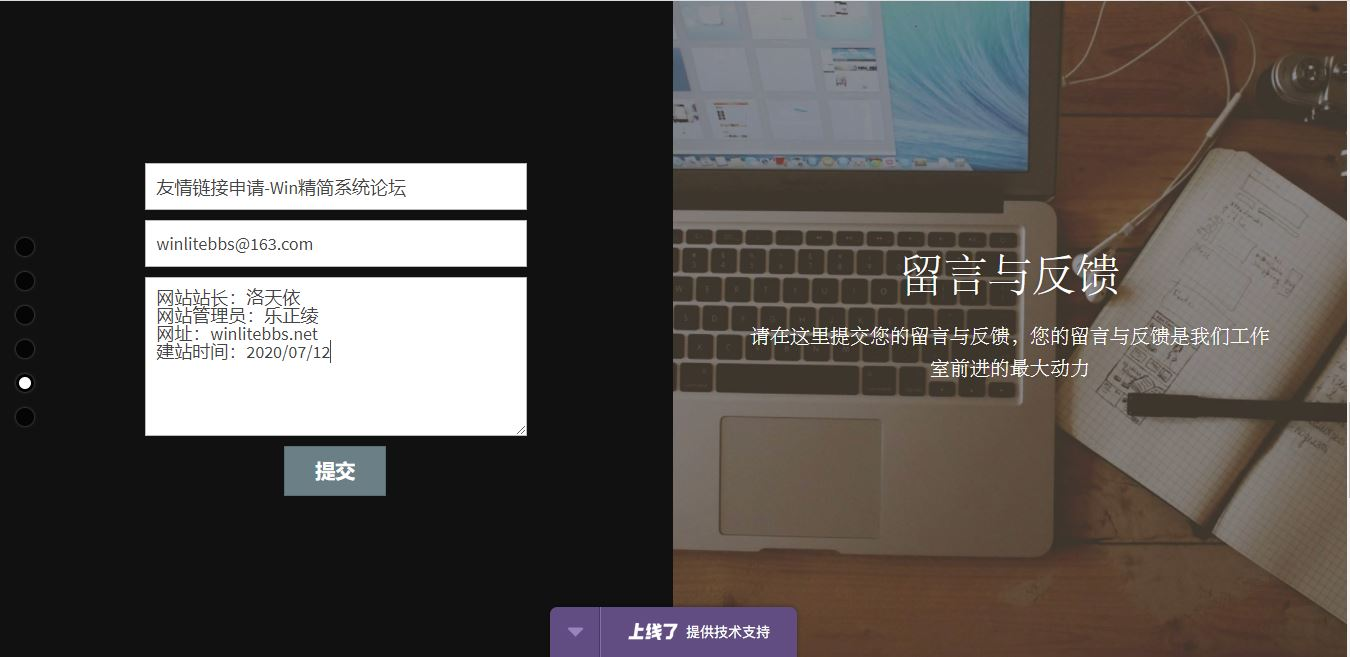 友情链接申请-Win精简系统论坛
winlitebbs@163.com
网站站长：洛天依
网站管理员：乐正绫
网址：winlitebbs.net
建站时间：2020/07/12
提交
留言与反馈
请在这里提交您的留言与反馈，您的留言与反馈是我们工作
室前进的最大动力
上线了 提供技术支持